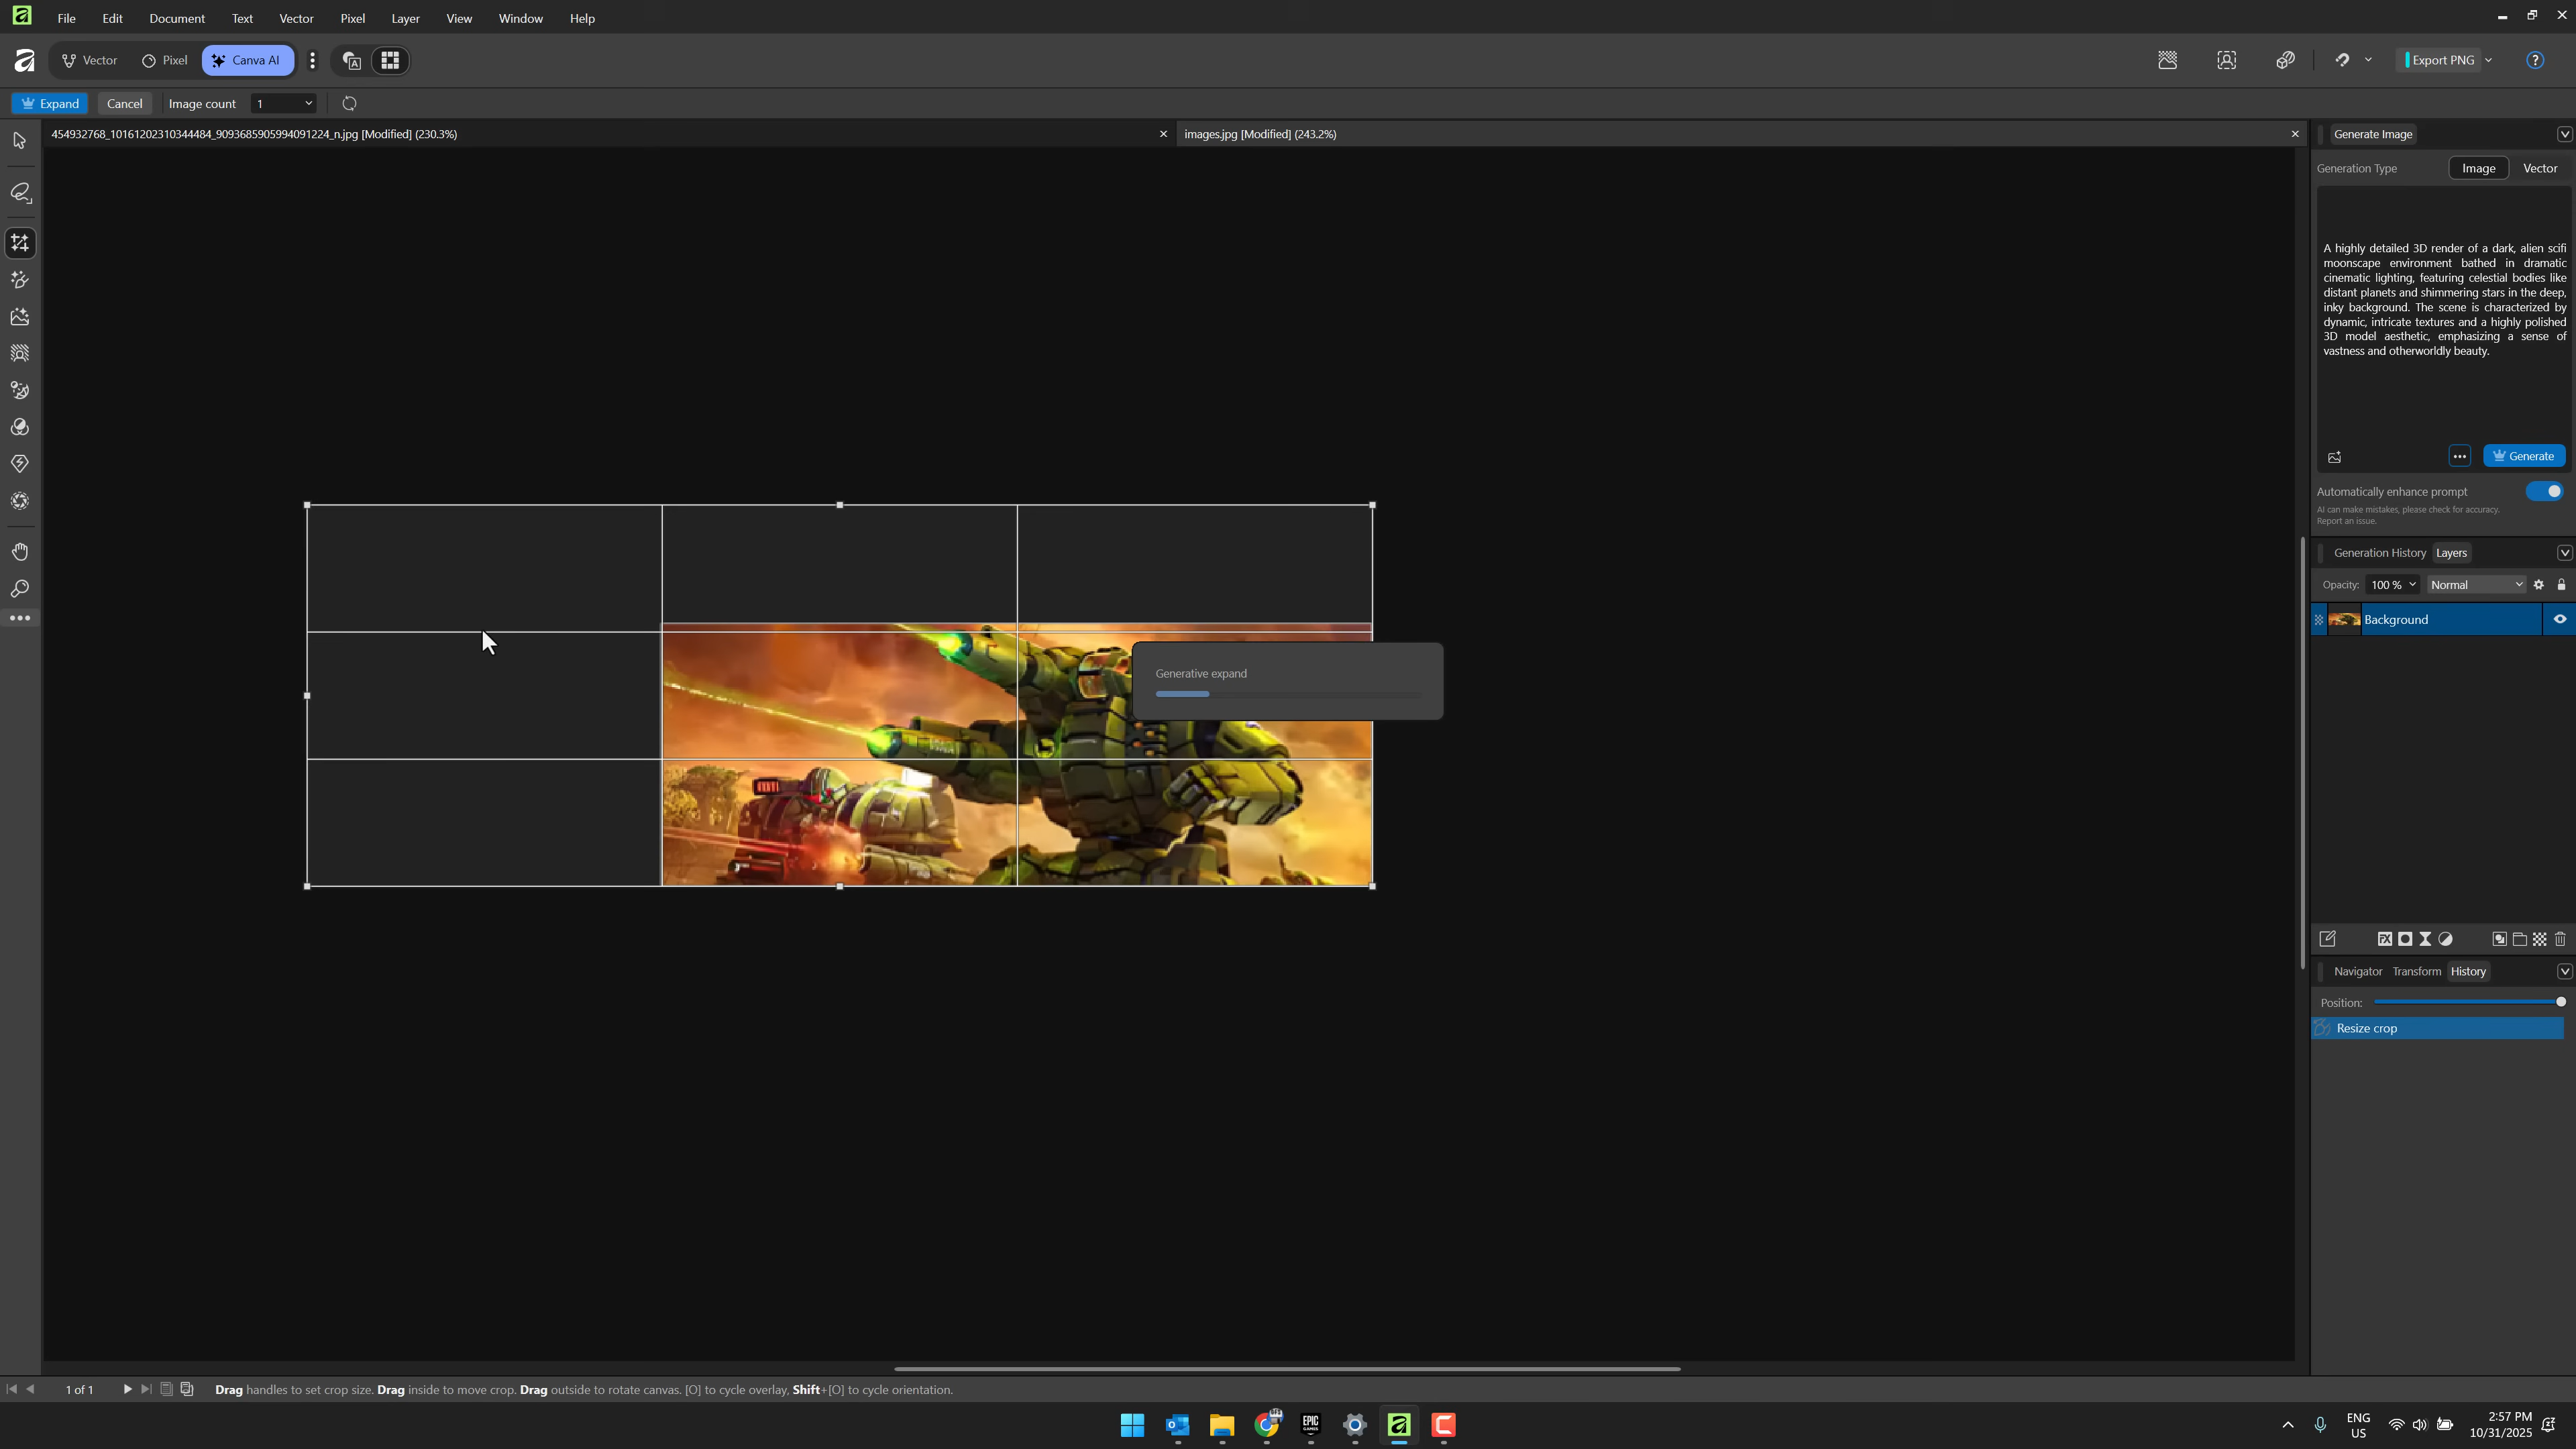 File Edit Document Text Vector Pixel Layer View Window Help
Vector Pixel Canva AI Export PNG
Expand Cancel Image count 1
454932768_10161202310344484_9093685905994091224_n.jpg [Modified] (230.3%)
images.jpg [Modified] (243.2%)
Generate Image
Generation Type Image Vector
A highly detailed 3D render of a dark, alien scifi
moonscape environment bathed in dramatic
cinematic lighting, featuring celestial bodies like
distant planets and shimmering stars in the deep,
inky background. The scene is characterized by
dynamic, intricate textures and a highly polished
3D model aesthetic, emphasizing a sense of
vastness and otherworldly beauty.
Generate
Automatically enhance prompt
AI can make mistakes, please check for accuracy.
Report an issue.
Generation History Layers
Opacity: 100 % Normal
Background
Generative expand
Navigator Transform History
Position:
Resize crop
1 of 1
Drag handles to set crop size. Drag inside to move crop. Drag outside to rotate canvas. [O] to cycle overlay, Shift+[O] to cycle orientation.
EPIC
GAMES
ENG
US
2:57 PM
10/31/2025